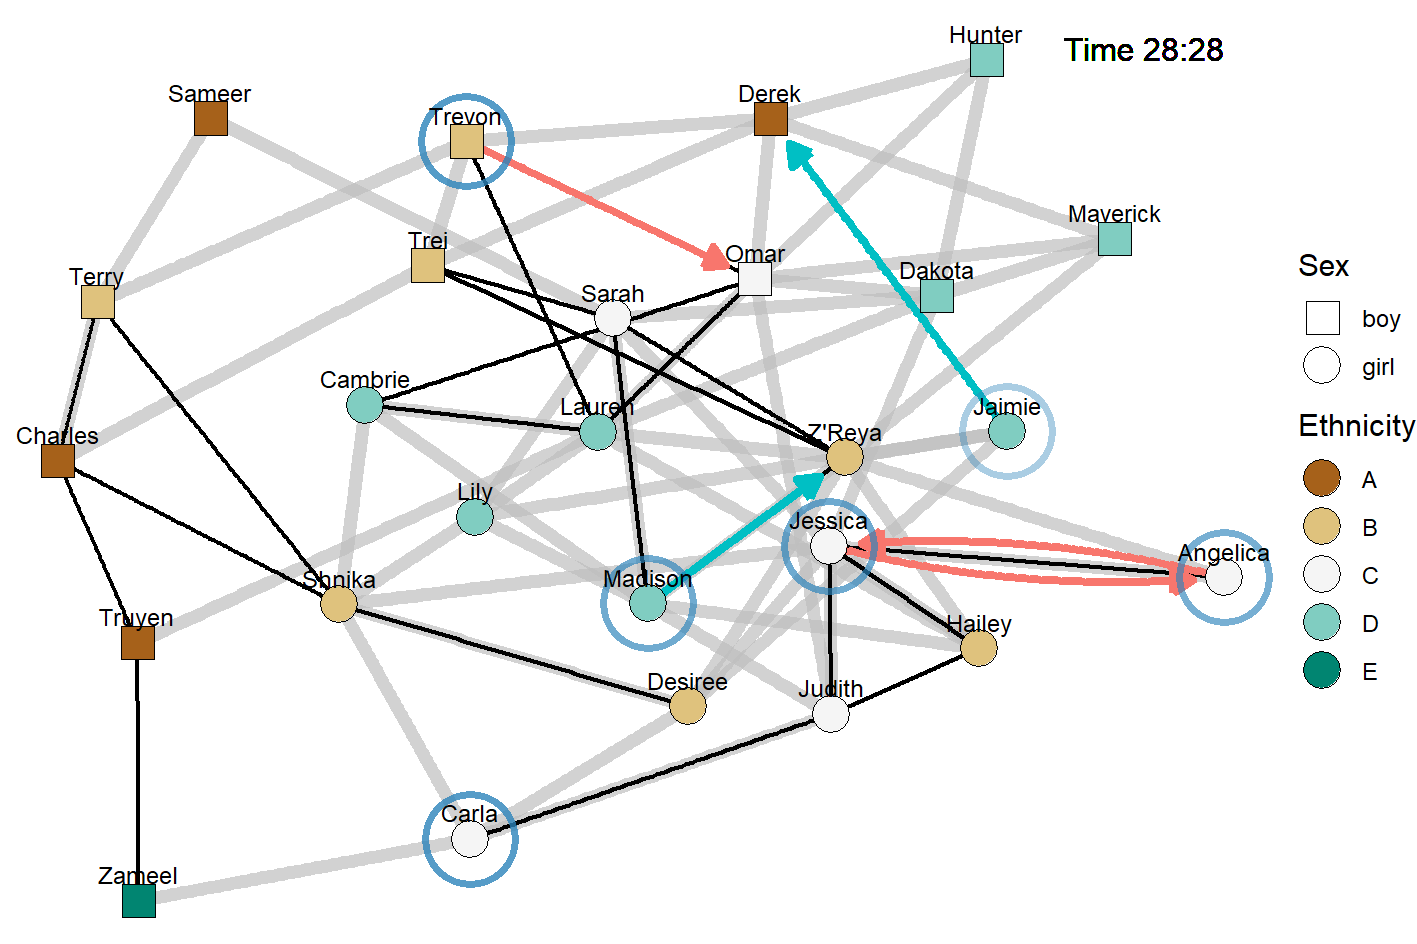 Hunter
Time 28:28
Sameer
Derek
Trevon
Maverick
Trei
Omar
Dakota
Terry
Sarah
Sex
boy
girl
Cambrie
Lauren
Jaimie
Charles
Z'Reya
Ethnicity
A
Lily
Jessica
B
Angelica
Shnika
Madison
C
Truyen
Hailey
D
Desiree
Judith
E
Carla
Zameel